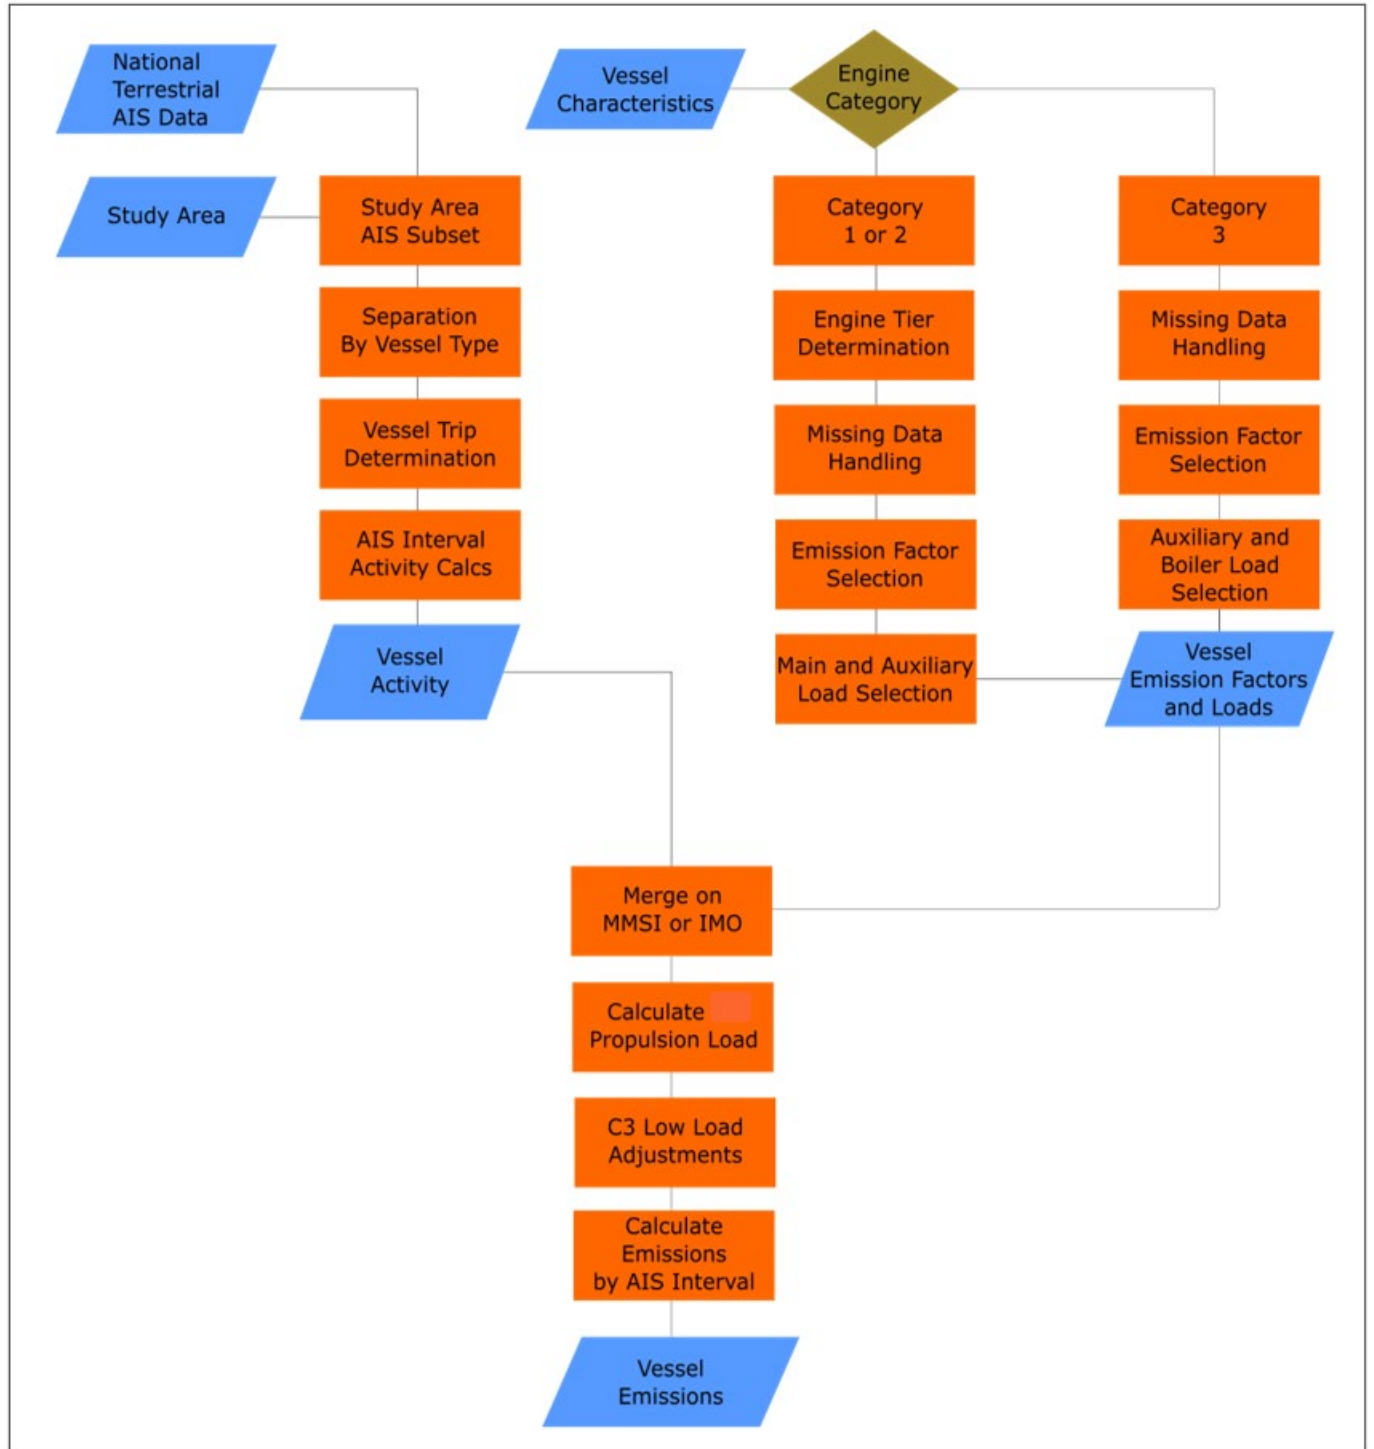 National
Terrestrial
AIS Data
Study Area
Study Area
AIS Subset
Separation
By Vessel Type
Vessel Trip
Determination
AIS Interval
Activity Calcs
Vessel
Activity
Vessel
Characteristics
Engine
Category
Category
1 or 2
Engine Tier
Determination
Missing Data
Handling
Emission Factor
Selection
Main and Auxiliary
Load Selection
Category
3
Missing Data
Handling
Emission Factor
Selection
Auxiliary and
Boiler Load
Selection
Vessel
Emission Factors
and Loads
Merge on
MMSI or IMO
Calculate
Propulsion Load
C3 Low Load
Adjustments
Calculate
Emissions
by AIS Interval
Vessel
Emissions